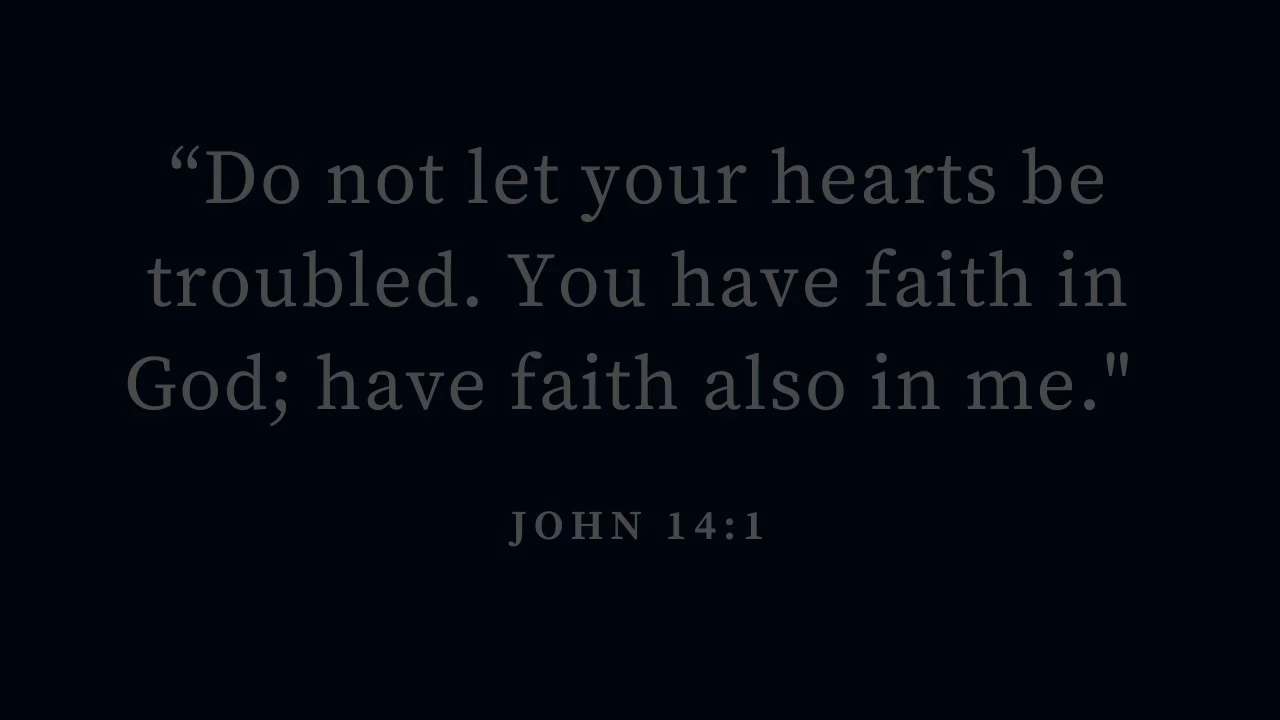 “Do not let your hearts be
troubled. You have faith in
God; have faith also in me."
JOHN 14:1